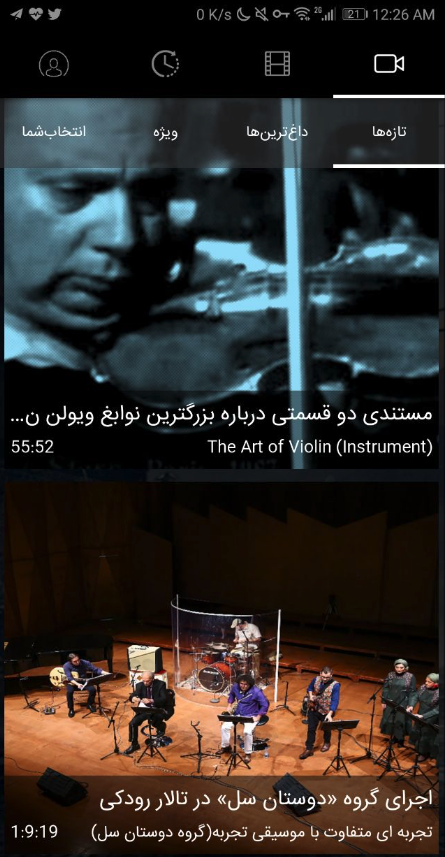 0 K/s 2G 21 12:26 AM
تازه‌ها داغ‌ترین‌ها ویژه انتخاب‌شما
مستندی دو قسمتی درباره بزرگترین نوابغ ویولن ن...
The Art of Violin (Instrument) 55:52
اجرای گروه «دوستان سل» در تالار رودکی
تجربه ای متفاوت با موسیقی تجربه(گروه دوستان سل) 1:9:19